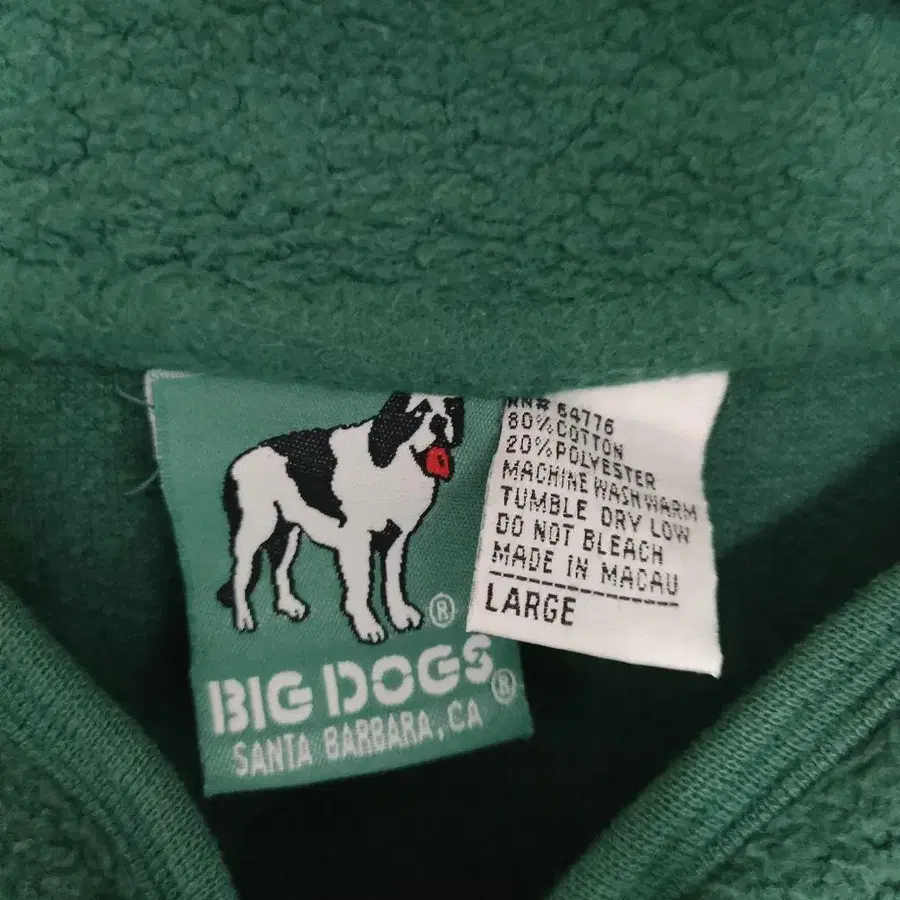 ®
BIG DOGS®
SANTA BARBARA, CA
RN# 64776
80% COTTON
20% POLYESTER
MACHINE WASH WARM
TUMBLE DRY LOW
DO NOT BLEACH
MADE IN MACAU
LARGE